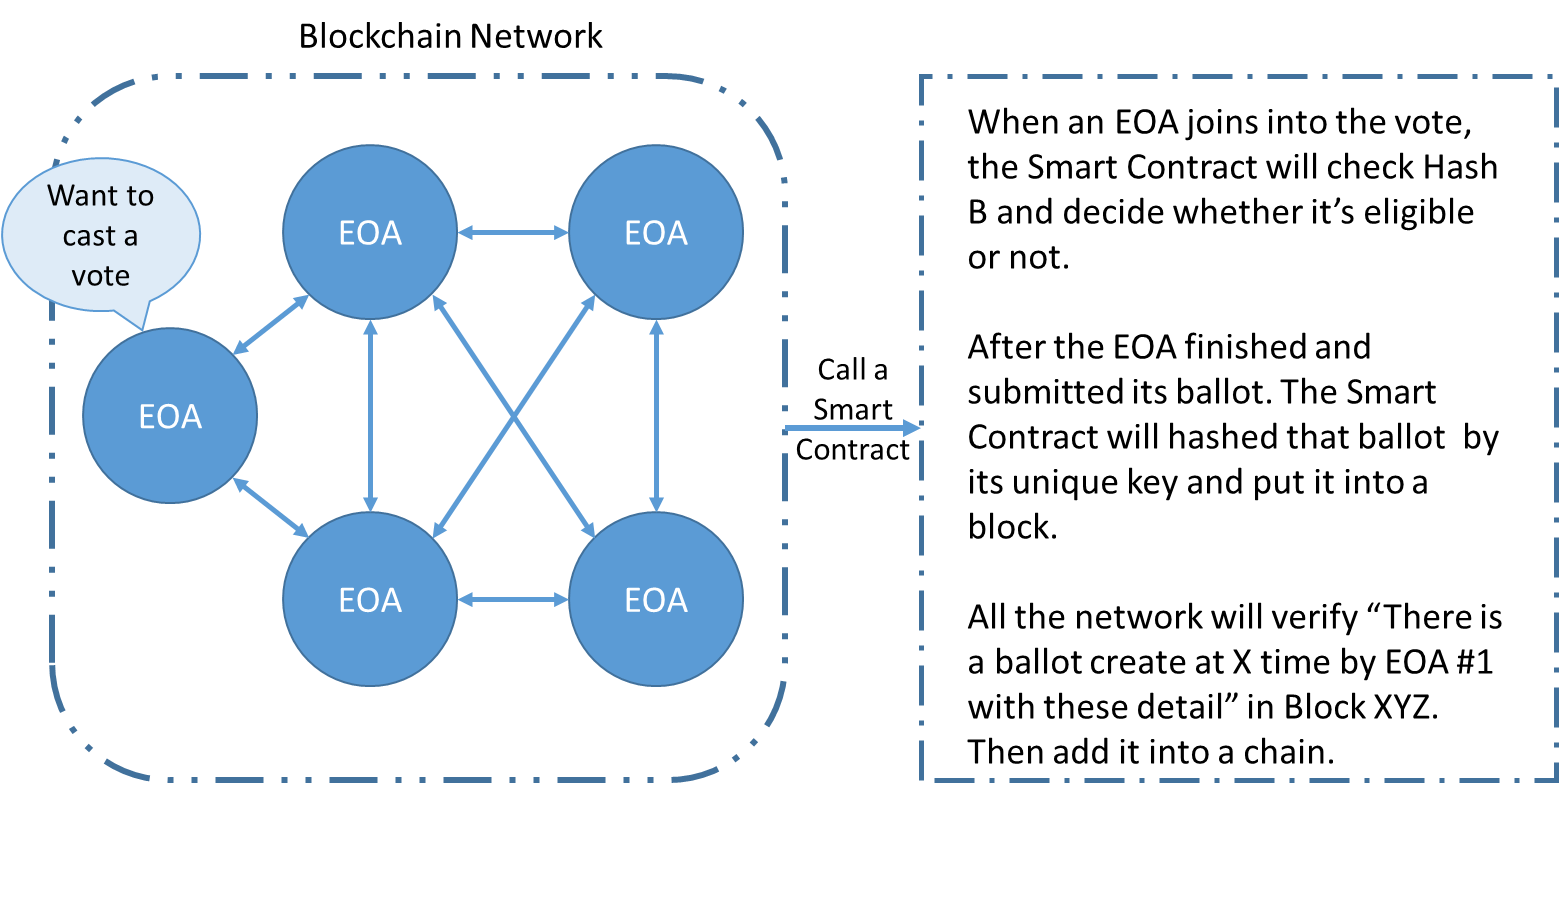 Blockchain Network
Want to
cast a
vote
EOA
EOA
EOA
EOA
EOA
Call a
Smart
Contract
When an EOA joins into the vote,
the Smart Contract will check Hash
B and decide whether it’s eligible
or not.
After the EOA finished and
submitted its ballot. The Smart
Contract will hashed that ballot  by
its unique key and put it into a
block.
All the network will verify “There is
a ballot create at X time by EOA #1
with these detail” in Block XYZ.
Then add it into a chain.